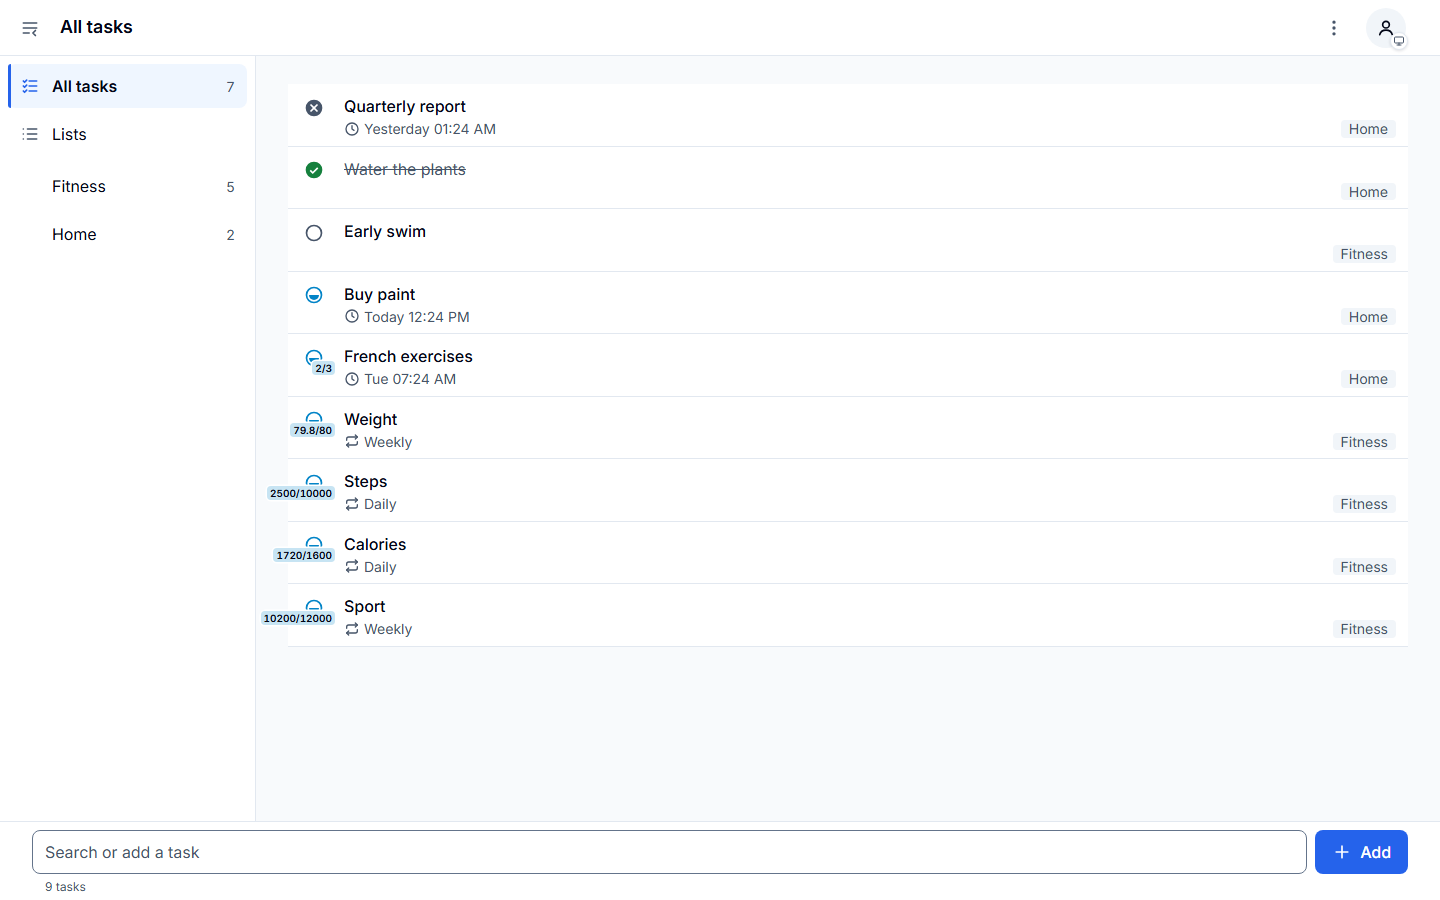 All tasks
All tasks 7
Lists
Fitness 5
Home 2
Quarterly report
Yesterday 01:24 AM Home
Water the plants
Home
Early swim
Fitness
Buy paint
Today 12:24 PM Home
French exercises
2/3
Tue 07:24 AM Home
Weight
79.8/80
Weekly Fitness
Steps
2500/10000
Daily Fitness
Calories
1720/1600
Daily Fitness
Sport
10200/12000
Weekly Fitness
Search or add a task Add
9 tasks